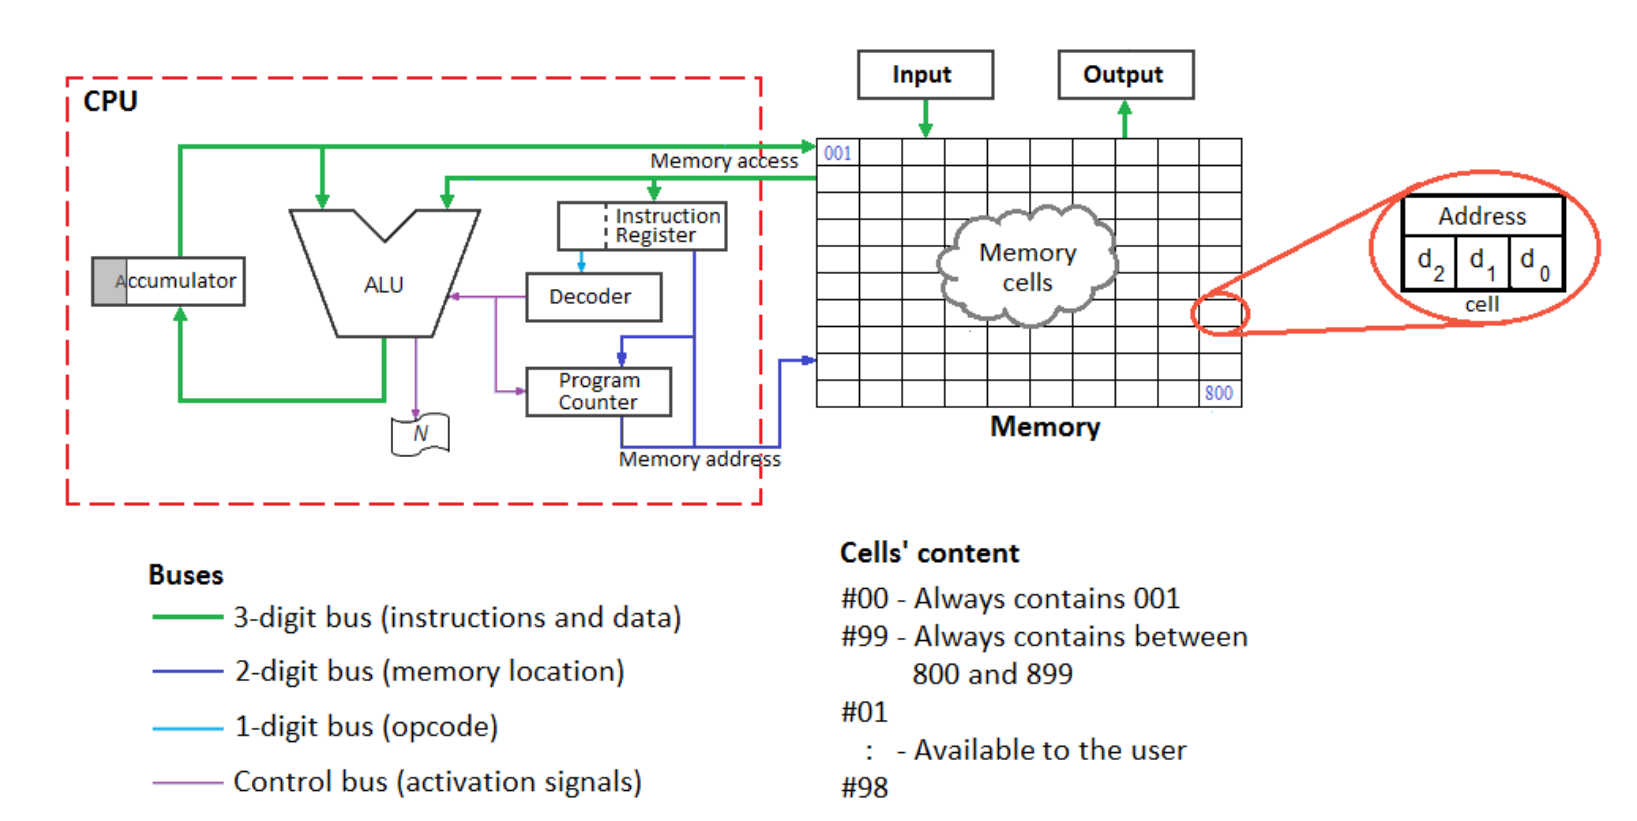 Input
Output
CPU
001
Memory access
Instruction
Register
Address
Memory
cells
d2 d1 d0
Accumulator
ALU
Decoder
cell
Program
Counter
800
N
Memory
Memory address
Cells' content
Buses
#00 - Always contains 001
3-digit bus (instructions and data)
#99 - Always contains between
800 and 899
2-digit bus (memory location)
#01
1-digit bus (opcode)
: - Available to the user
Control bus (activation signals)
#98